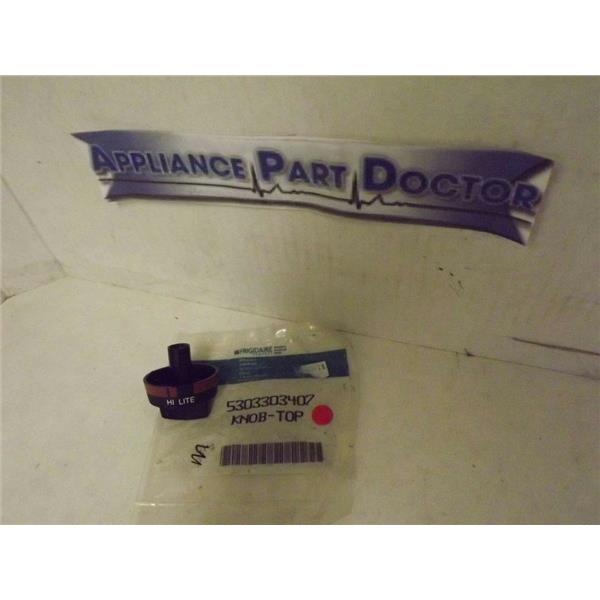 APPLIANCE PART DOCTOR
FRIGIDAIRE
5303303407
KNOB-TOP
HI LITE